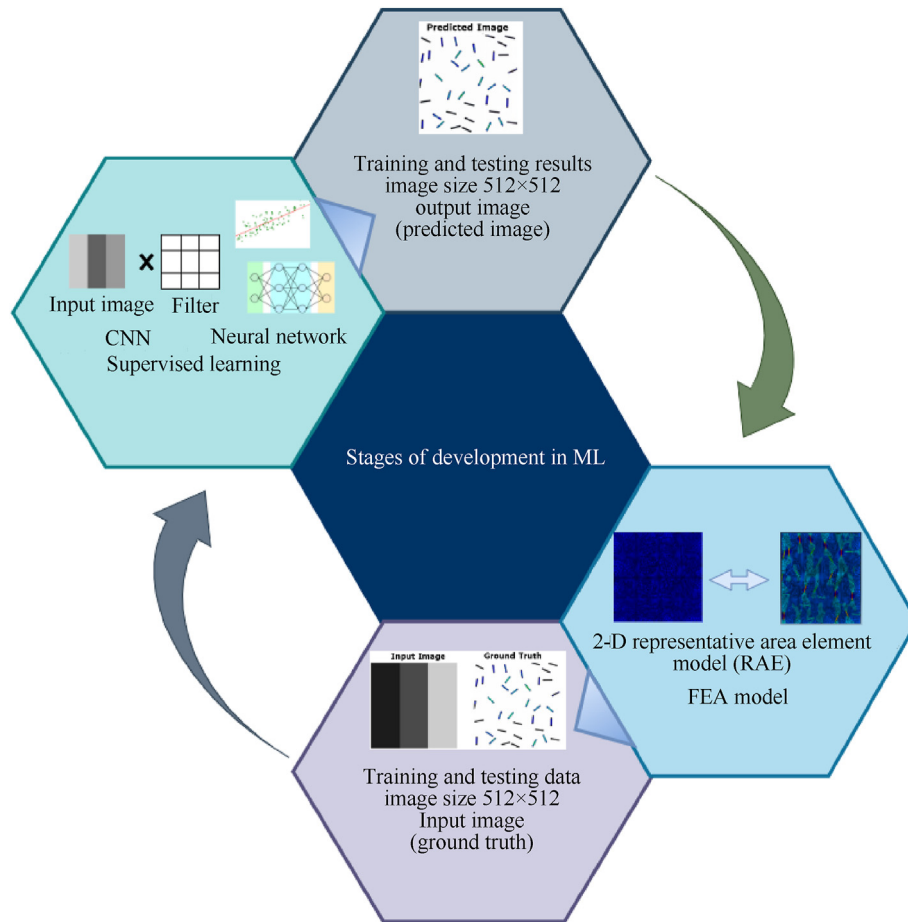 Predicted Image
Training and testing results
image size 512×512
output image
(predicted image)
Input image
Filter
CNN
Neural network
Supervised learning
Stages of development in ML
2-D representative area element
model (RAE)
FEA model
Input Image
Ground Truth
Training and testing data
image size 512×512
Input image
(ground truth)